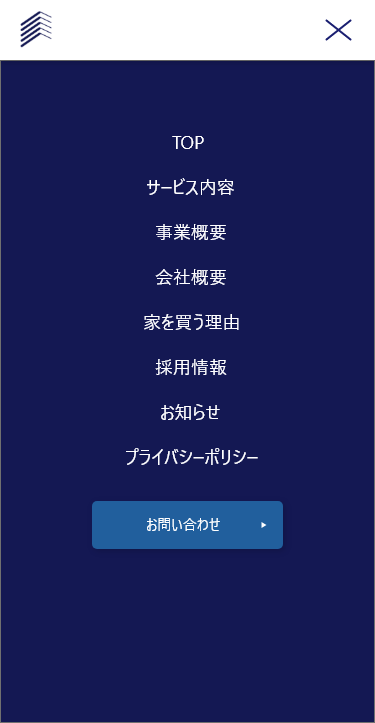 TOP
サービス内容
事業概要
会社概要
家を買う理由
採用情報
お知らせ
プライバシーポリシー
お問い合わせ